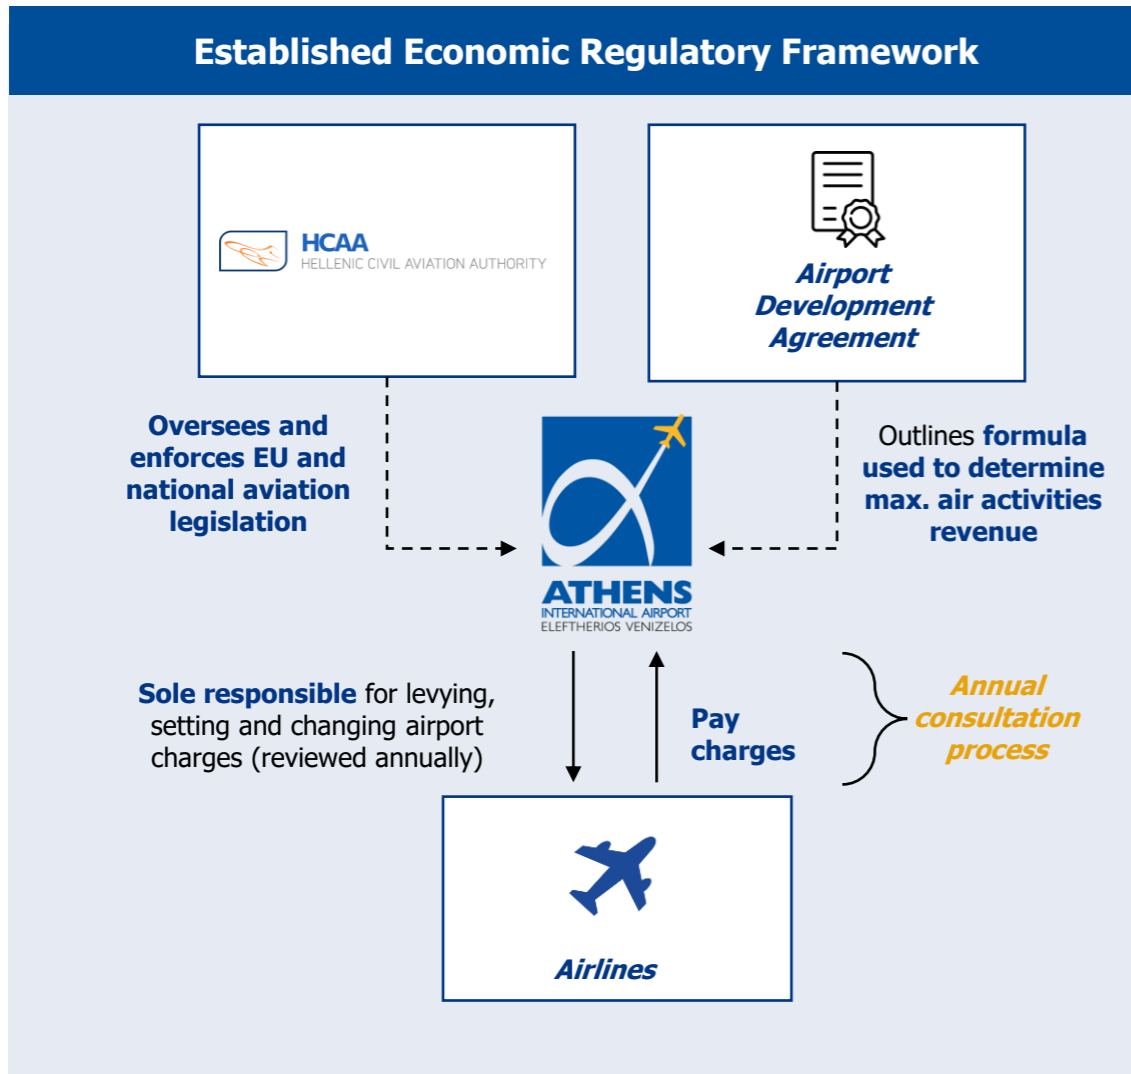 Established Economic Regulatory Framework
HCAA
HELLENIC CIVIL AVIATION AUTHORITY
Airport
Development
Agreement
Oversees and
enforces EU and
national aviation
legislation
Outlines formula
used to determine
max. air activities
revenue
ATHENS
INTERNATIONAL AIRPORT
ELEFTHERIOS VENIZELOS
Sole responsible for levying,
setting and changing airport
charges (reviewed annually)
Pay
charges
Annual
consultation
process
Airlines